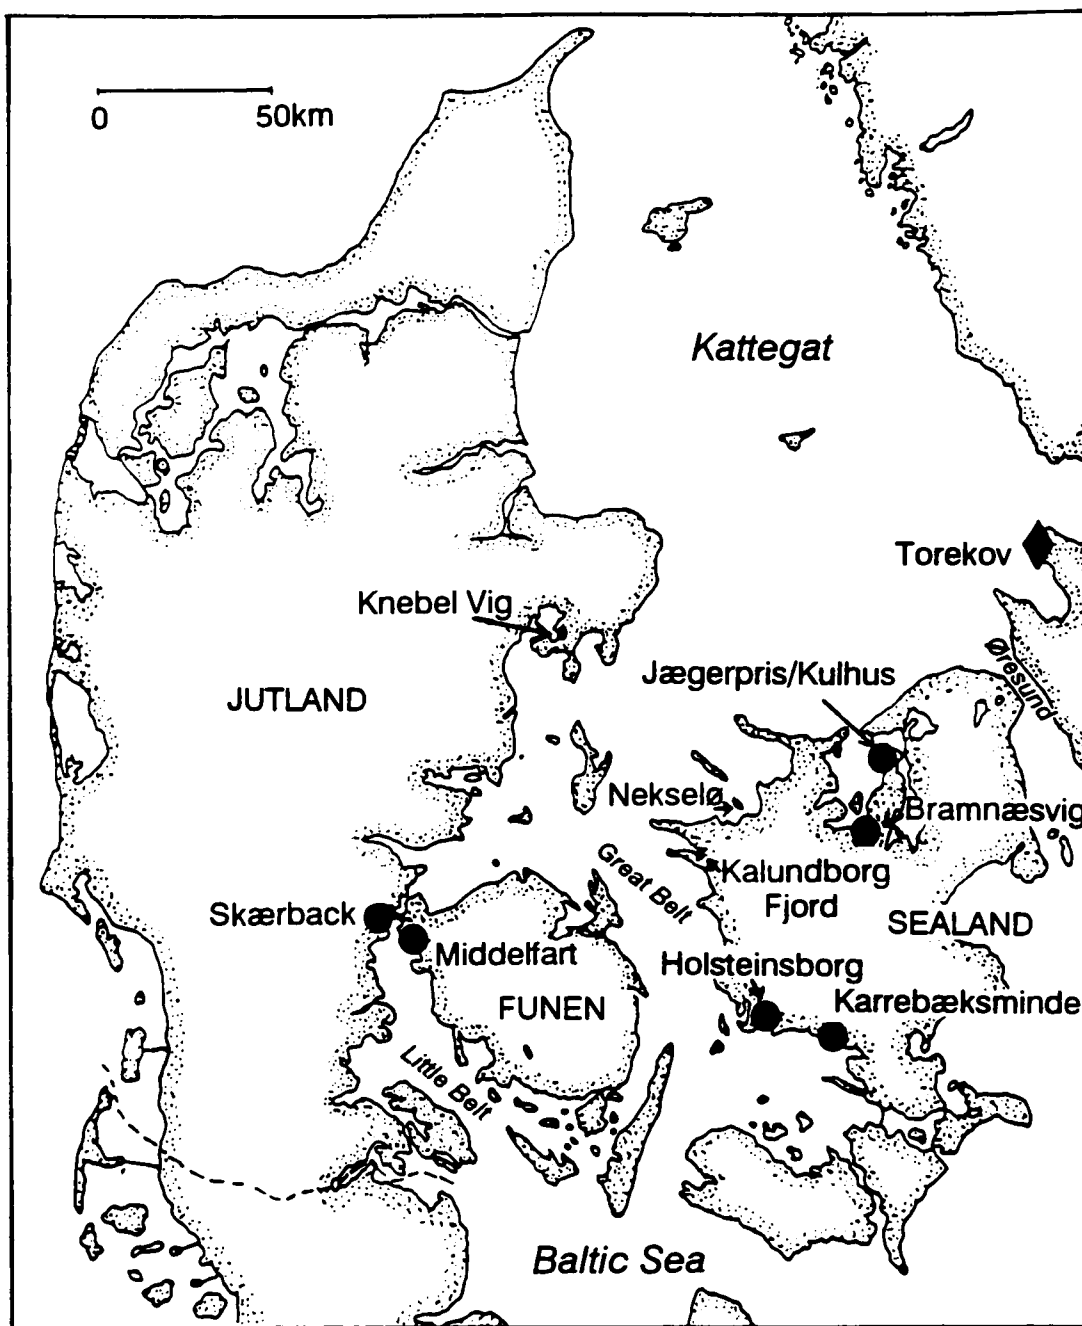 0 50km
Kattegat
Torekov
Knebel Vig
Øresund
Jægerpris/Kulhus
JUTLAND
Nekselø
Bramnæsvig
Great Belt
Kalundborg
Fjord
Skærback
SEALAND
Middelfart
Holsteinsborg
FUNEN
Karrebæksminde
Little Belt
Baltic Sea